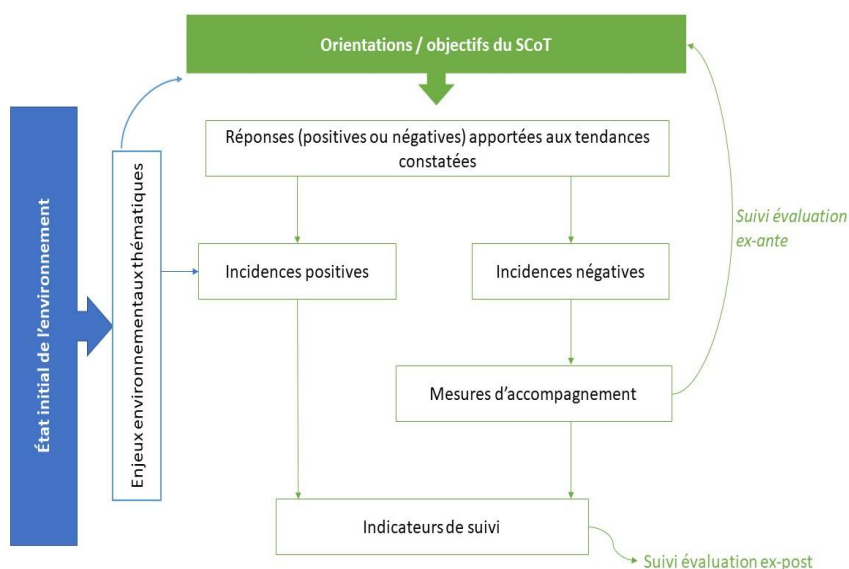 Orientations / objectifs du SCoT
Réponses (positives ou négatives) apportées aux tendances
constatées
État initial de l'environnement
Enjeux environnementaux thématiques
Incidences positives
Incidences négatives
Suivi évaluation
ex-ante
Mesures d'accompagnement
Indicateurs de suivi
Suivi évaluation ex-post